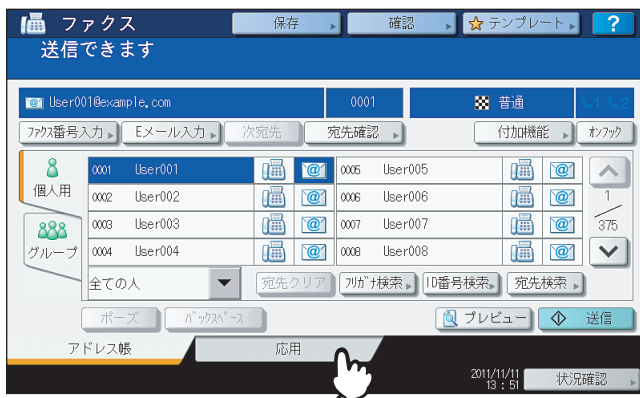 ファクス 保存 確認 テンプレート ?
送信できます
User001@example.com 0001 普通 1 2
ファクス番号入力 Eメール入力 次宛先 宛先確認 付加機能 オンフック
個人用
グループ
0001 User001 @ 0005 User005 @
0002 User002 @ 0006 User006 @
0003 User003 @ 0007 User007 @
0004 User004 @ 0008 User008 @
1
375
全ての人 宛先クリア フリガナ検索 ID番号検索 宛先検索
ポーズ バックスペース プレビュー 送信
アドレス帳 応用
2011/11/11
13:51
状況確認